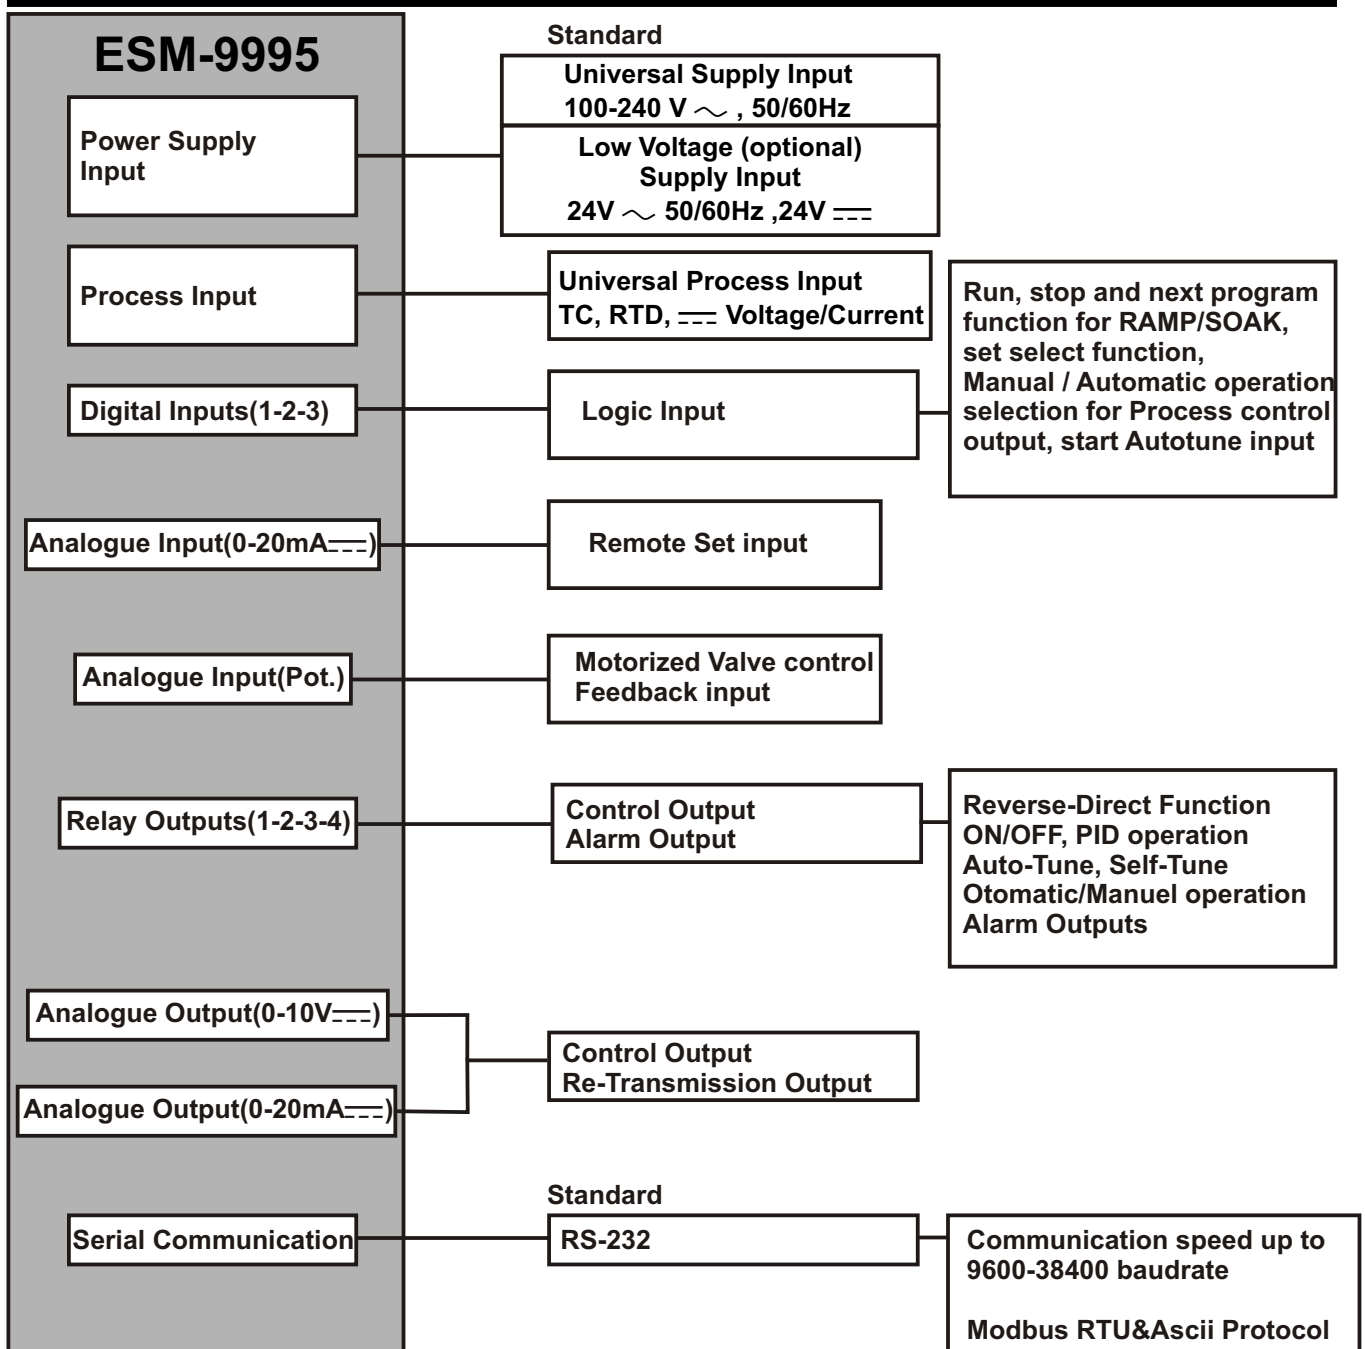 ESM-9995
Standard
Universal Supply Input
100-240 V ~ , 50/60Hz
Power Supply
Input
Low Voltage (optional)
Supply Input
24V ~ 50/60Hz ,24V ⎓
Process Input
Universal Process Input
TC, RTD, ⎓ Voltage/Current
Digital Inputs(1-2-3)
Logic Input
Run, stop and next program
function for RAMP/SOAK,
set select function,
Manual / Automatic operation
selection for Process control
output, start Autotune input
Analogue Input(0-20mA⎓)
Remote Set input
Analogue Input(Pot.)
Motorized Valve control
Feedback input
Relay Outputs(1-2-3-4)
Control Output
Alarm Output
Reverse-Direct Function
ON/OFF, PID operation
Auto-Tune, Self-Tune
Otomatic/Manuel operation
Alarm Outputs
Analogue Output(0-10V⎓)
Analogue Output(0-20mA⎓)
Control Output
Re-Transmission Output
Serial Communication
Standard
RS-232
Communication speed up to
9600-38400 baudrate
Modbus RTU&Ascii Protocol